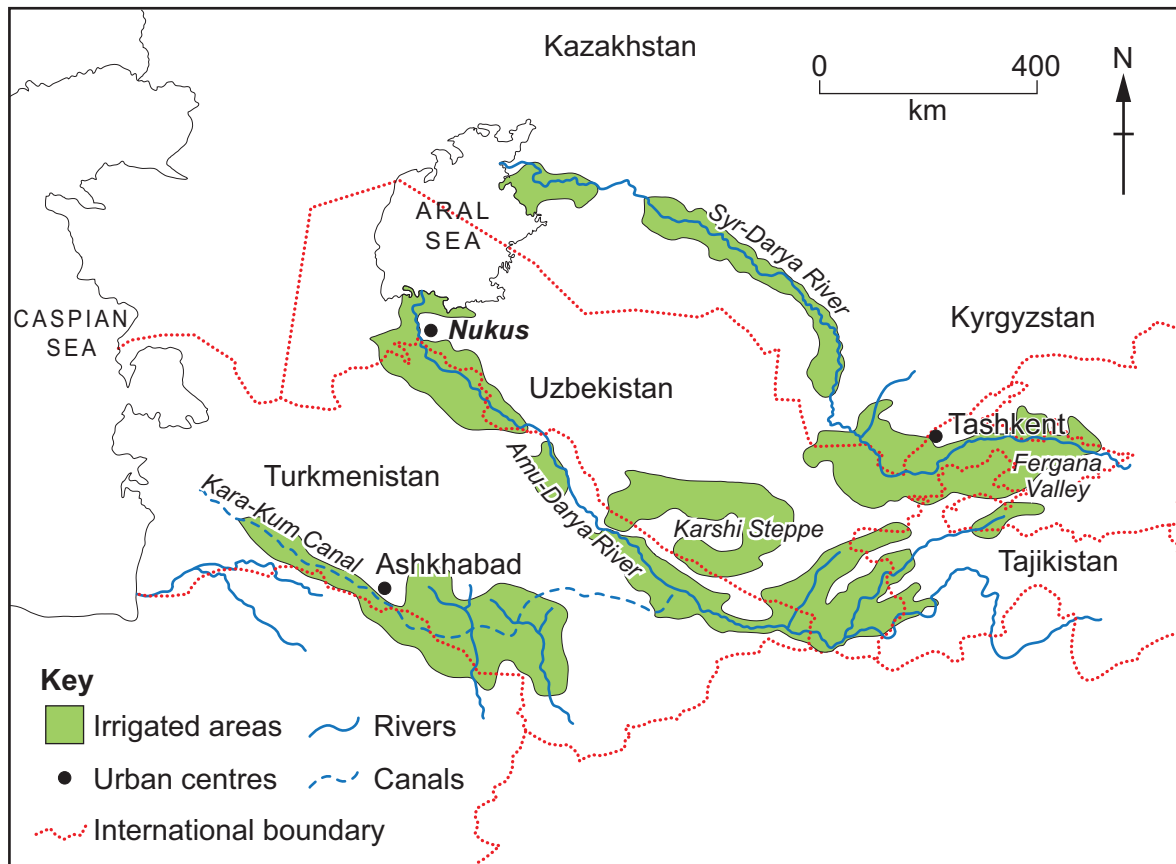 Kazakhstan
0 400
km
N
ARAL
SEA
Syr-Darya River
CASPIAN
SEA
Nukus
Kyrgyzstan
Uzbekistan
Tashkent
Fergana
Valley
Turkmenistan
Amu-Darya River
Kara-Kum Canal
Karshi Steppe
Ashkhabad
Tajikistan
Key
Irrigated areas
Rivers
Urban centres
Canals
International boundary